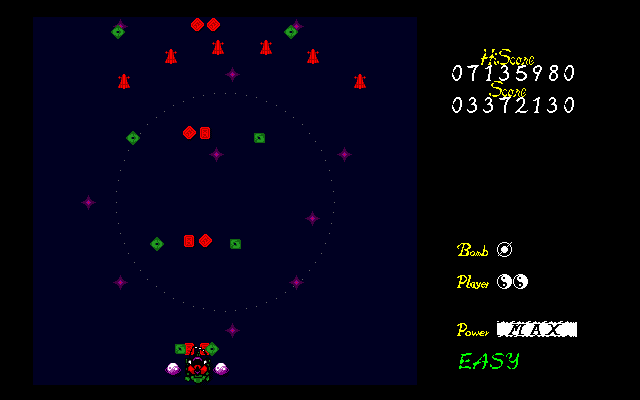 HiScore
07135980
Score
03372130
Bomb
Player
Power MAX
EASY